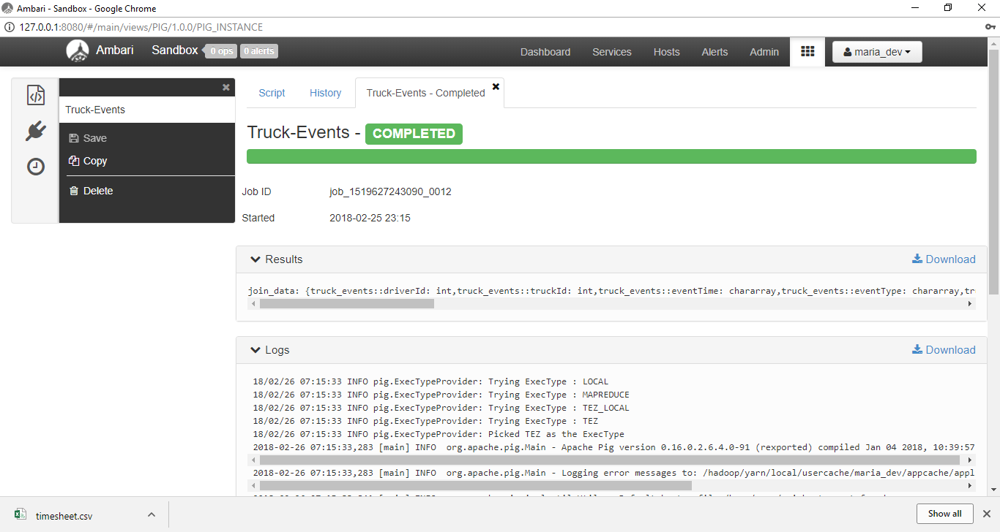 Ambari - Sandbox - Google Chrome
127.0.0.1:8080/#/main/views/PIG/1.0.0/PIG_INSTANCE
Ambari Sandbox 0 ops 0 alerts Dashboard Services Hosts Alerts Admin maria_dev
Script History Truck-Events - Completed
Truck-Events
Save
Copy
Delete
Truck-Events - COMPLETED
Job ID job_1519627243090_0012
Started 2018-02-25 23:15
Results Download
join_data: {truck_events::driverId: int,truck_events::truckId: int,truck_events::eventTime: chararray,truck_events::eventType: chararray,tr
Logs Download
18/02/26 07:15:33 INFO pig.ExecTypeProvider: Trying ExecType : LOCAL
18/02/26 07:15:33 INFO pig.ExecTypeProvider: Trying ExecType : MAPREDUCE
18/02/26 07:15:33 INFO pig.ExecTypeProvider: Trying ExecType : TEZ_LOCAL
18/02/26 07:15:33 INFO pig.ExecTypeProvider: Trying ExecType : TEZ
18/02/26 07:15:33 INFO pig.ExecTypeProvider: Picked TEZ as the ExecType
2018-02-26 07:15:33,283 [main] INFO  org.apache.pig.Main - Apache Pig version 0.16.0.2.6.4.0-91 (rexported) compiled Jan 04 2018, 10:39:57
2018-02-26 07:15:33,283 [main] INFO  org.apache.pig.Main - Logging error messages to: /hadoop/yarn/local/usercache/maria_dev/appcache/appl
timesheet.csv
Show all